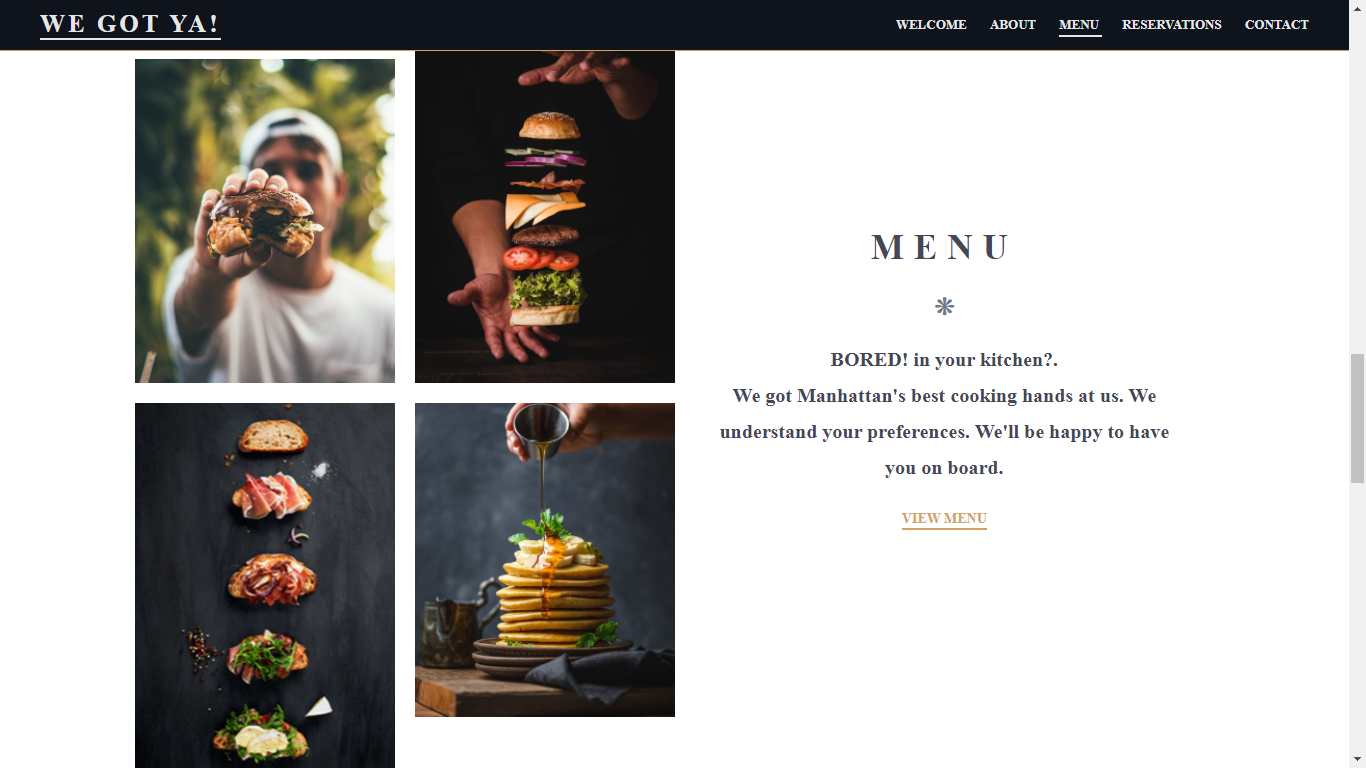 WE GOT YA!
WELCOME ABOUT MENU RESERVATIONS CONTACT
MENU
BORED! in your kitchen?.
We got Manhattan's best cooking hands at us. We
understand your preferences. We'll be happy to have
you on board.
VIEW MENU